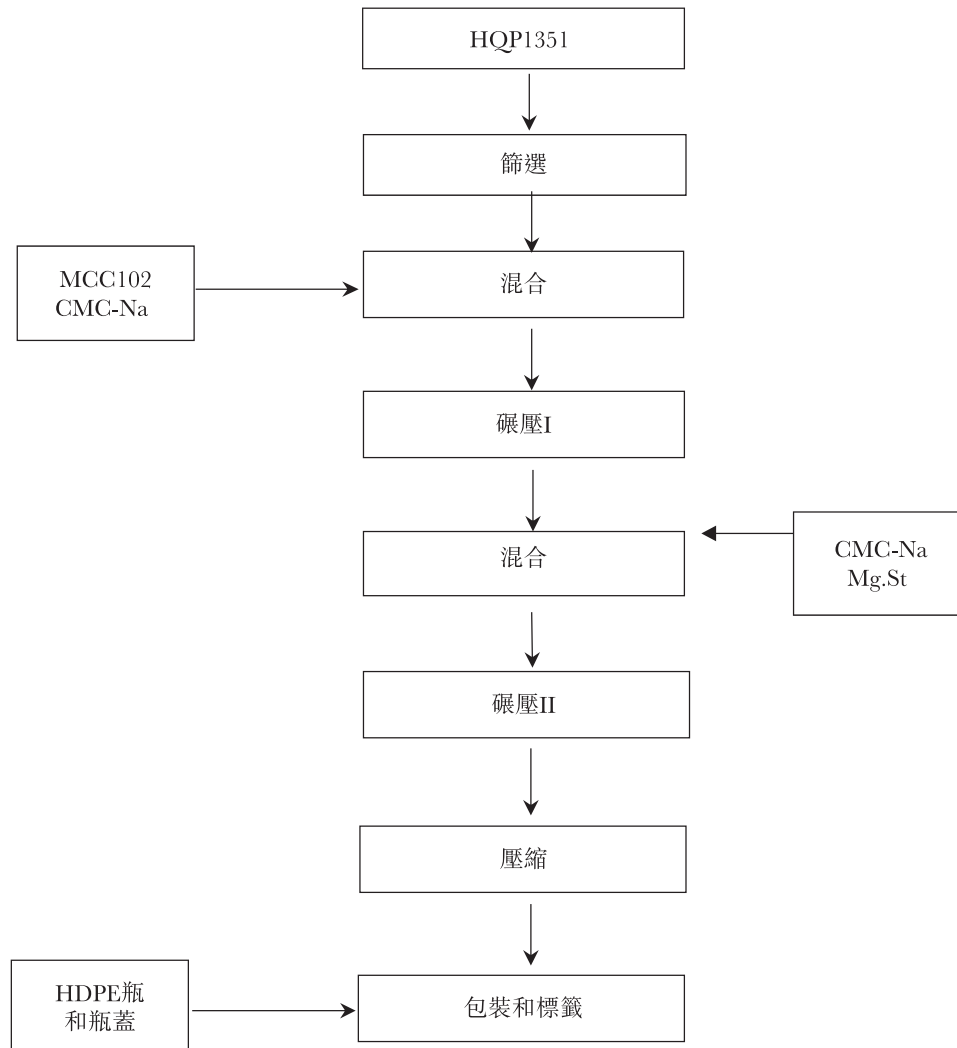 HQP1351
篩選
MCC102
CMC-Na
混合
碾壓I
混合
CMC-Na
Mg.St
碾壓II
壓縮
HDPE瓶
和瓶蓋
包裝和標籤